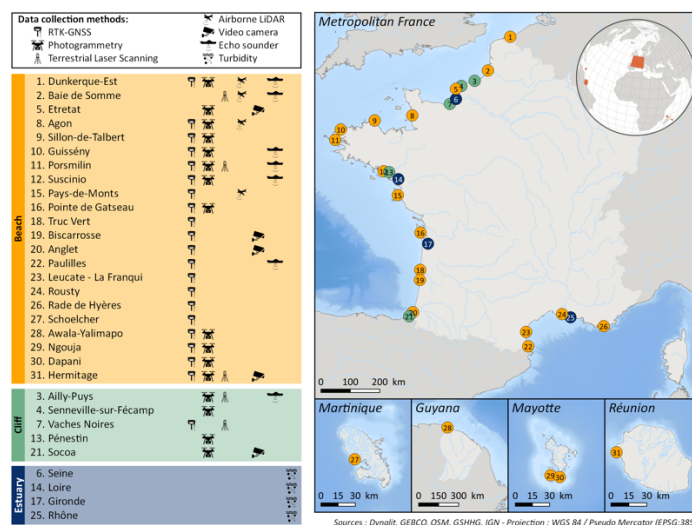 Data collection methods:
RTK-GNSS
Photogrammetry
Terrestrial Laser Scanning
Airborne LiDAR
Video camera
Echo sounder
Turbidity
Beach
1. Dunkerque-Est
2. Baie de Somme
5. Etretat
8. Agon
9. Sillon-de-Talbert
10. Guissény
11. Porsmilin
12. Suscinio
15. Pays-de-Monts
16. Pointe de Gatseau
18. Truc Vert
19. Biscarrosse
20. Anglet
22. Paulilles
23. Leucate - La Franqui
24. Rousty
26. Rade de Hyères
27. Schoelcher
28. Awala-Yalimapo
29. Ngouja
30. Dapani
31. Hermitage
Cliff
3. Ailly-Puys
4. Senneville-sur-Fécamp
7. Vaches Noires
13. Pénestin
21. Socoa
Estuary
6. Seine
14. Loire
17. Gironde
25. Rhône
Metropolitan France
1
2
3
4
5
6
7
8
9
10
11
12
13
14
15
16
17
18
19
20
21
24
25
26
23
22
0 100 200 km
Martinique
27
0 15 30 km
Guyana
28
0 150 300 km
Mayotte
29
30
0 15 30 km
Réunion
31
0 30 60 km
Sources : Dynalit, GEBCO, OSM, GSHHG, IGN - Projection : WGS 84 / Pseudo Mercator (EPSG:385